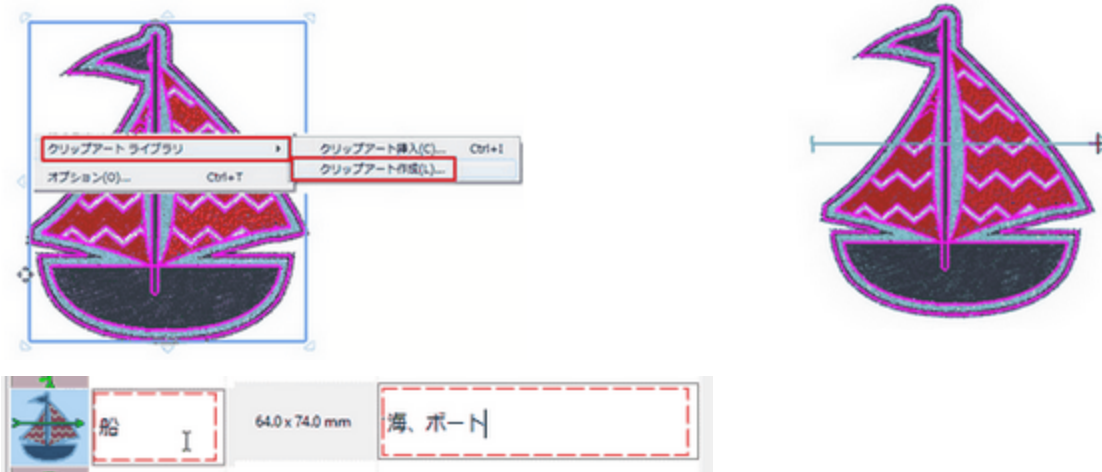 クリップアート ライブラリ
クリップアート挿入(C)... Ctrl+I
クリップアート作成(L)...
オプション(O)... Ctrl+T
船 64.0 x 74.0 mm 海、ボート